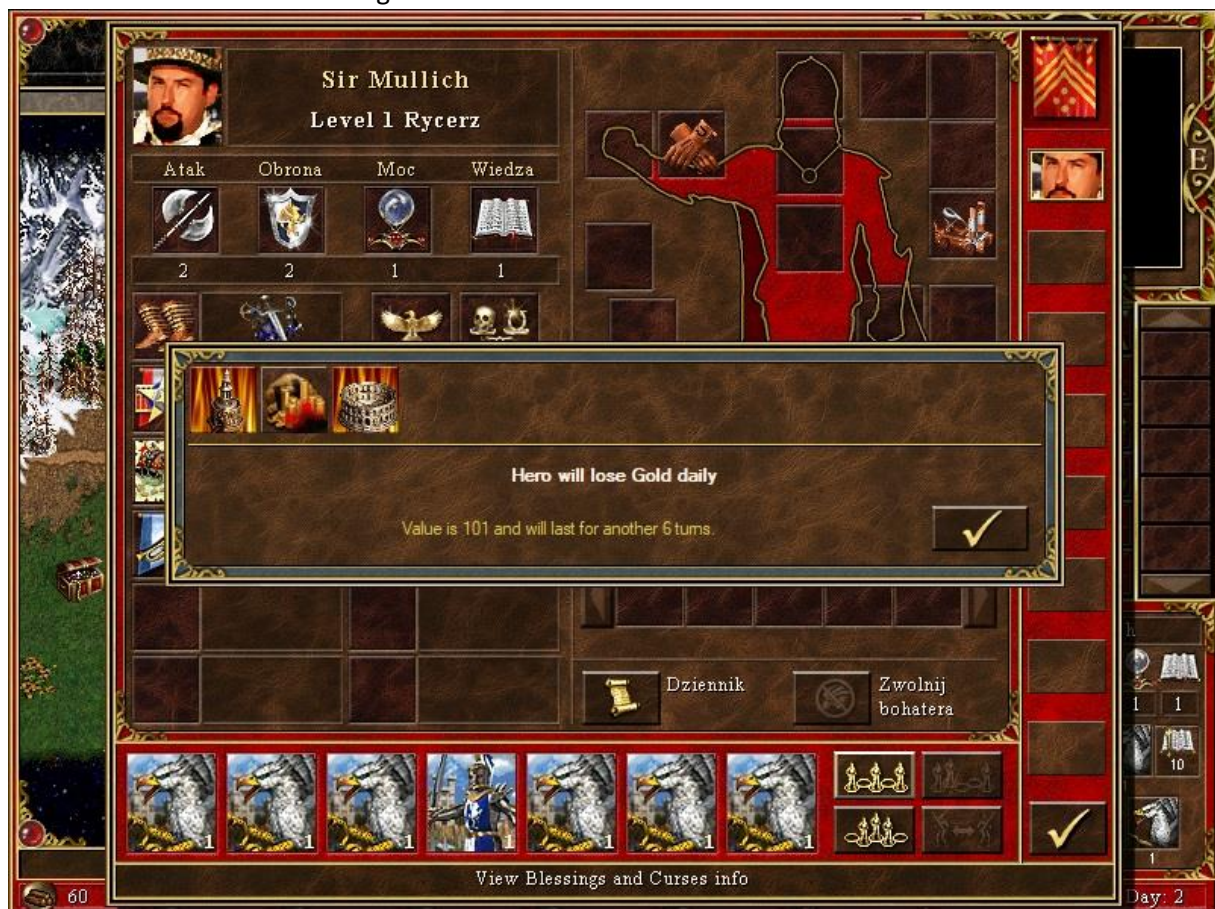 Sir Mullich
Level 1 Rycerz
Atak Obrona Moc Wiedza
2 2 1 1
Hero will lose Gold daily
Value is 101 and will last for another 6 turns.
Dziennik
Zwolnij
bohatera
1 1
10
1 1 1 1 1 1 1
1
View Blessings and Curses info
60
Day: 2